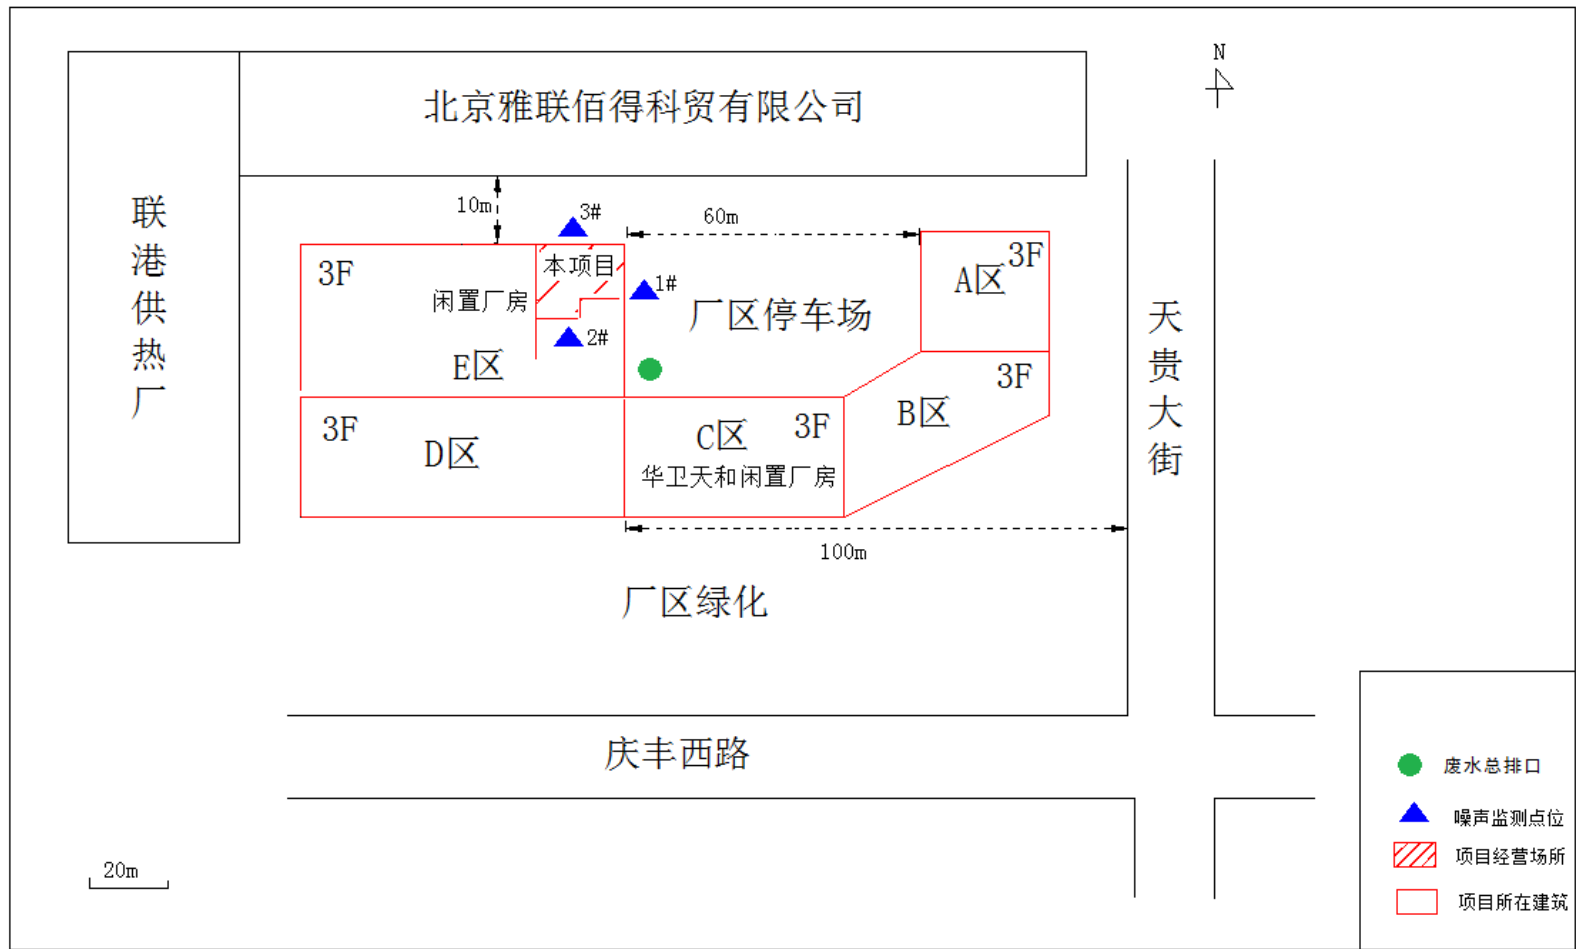 N
北京雅联佰得科贸有限公司
联港供热厂
10m
3#
60m
3F
本项目
1#
闲置厂房
2#
E区
厂区停车场
A区
3F
3F
B区
天贵大街
3F
D区
C区
3F
华卫天和闲置厂房
100m
厂区绿化
庆丰西路
20m
废水总排口
噪声监测点位
项目经营场所
项目所在建筑